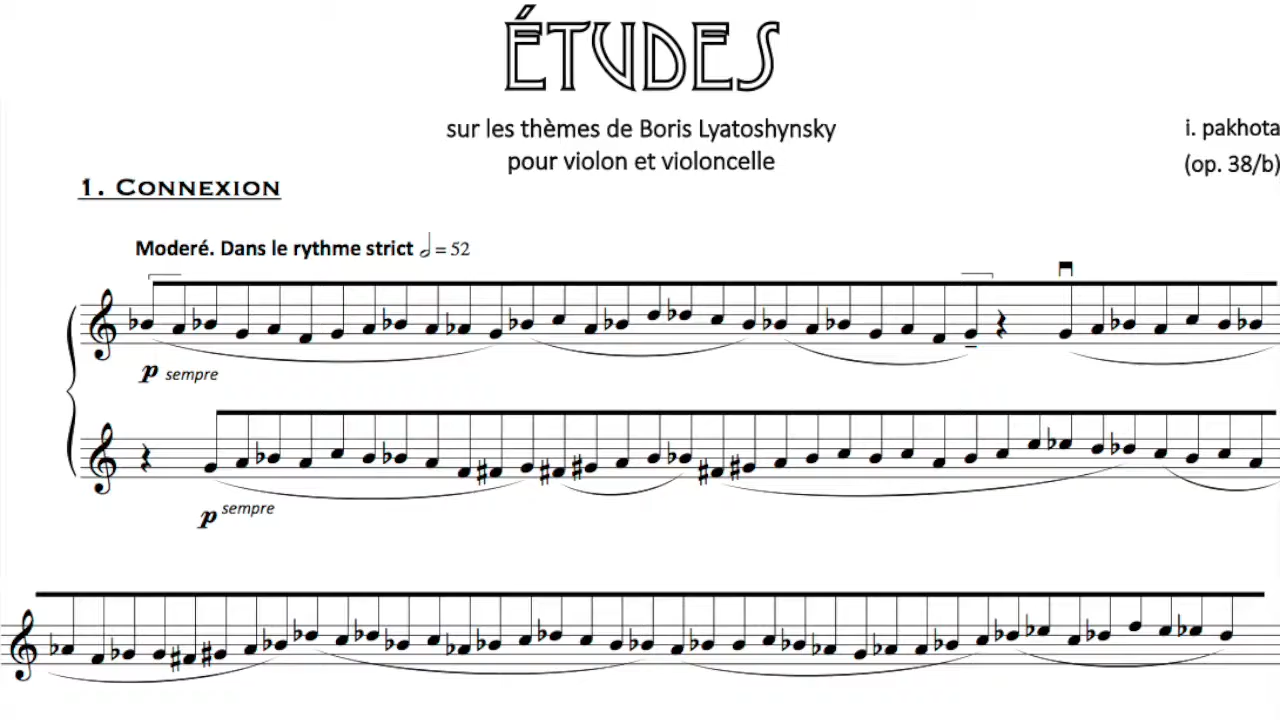 ÉTUDES
sur les thèmes de Boris Lyatoshynsky
pour violon et violoncelle
i. pakhota
(op. 38/b)
1. CONNEXION
Moderé. Dans le rythme strict 𝅗𝅥 = 52
p sempre
p sempre